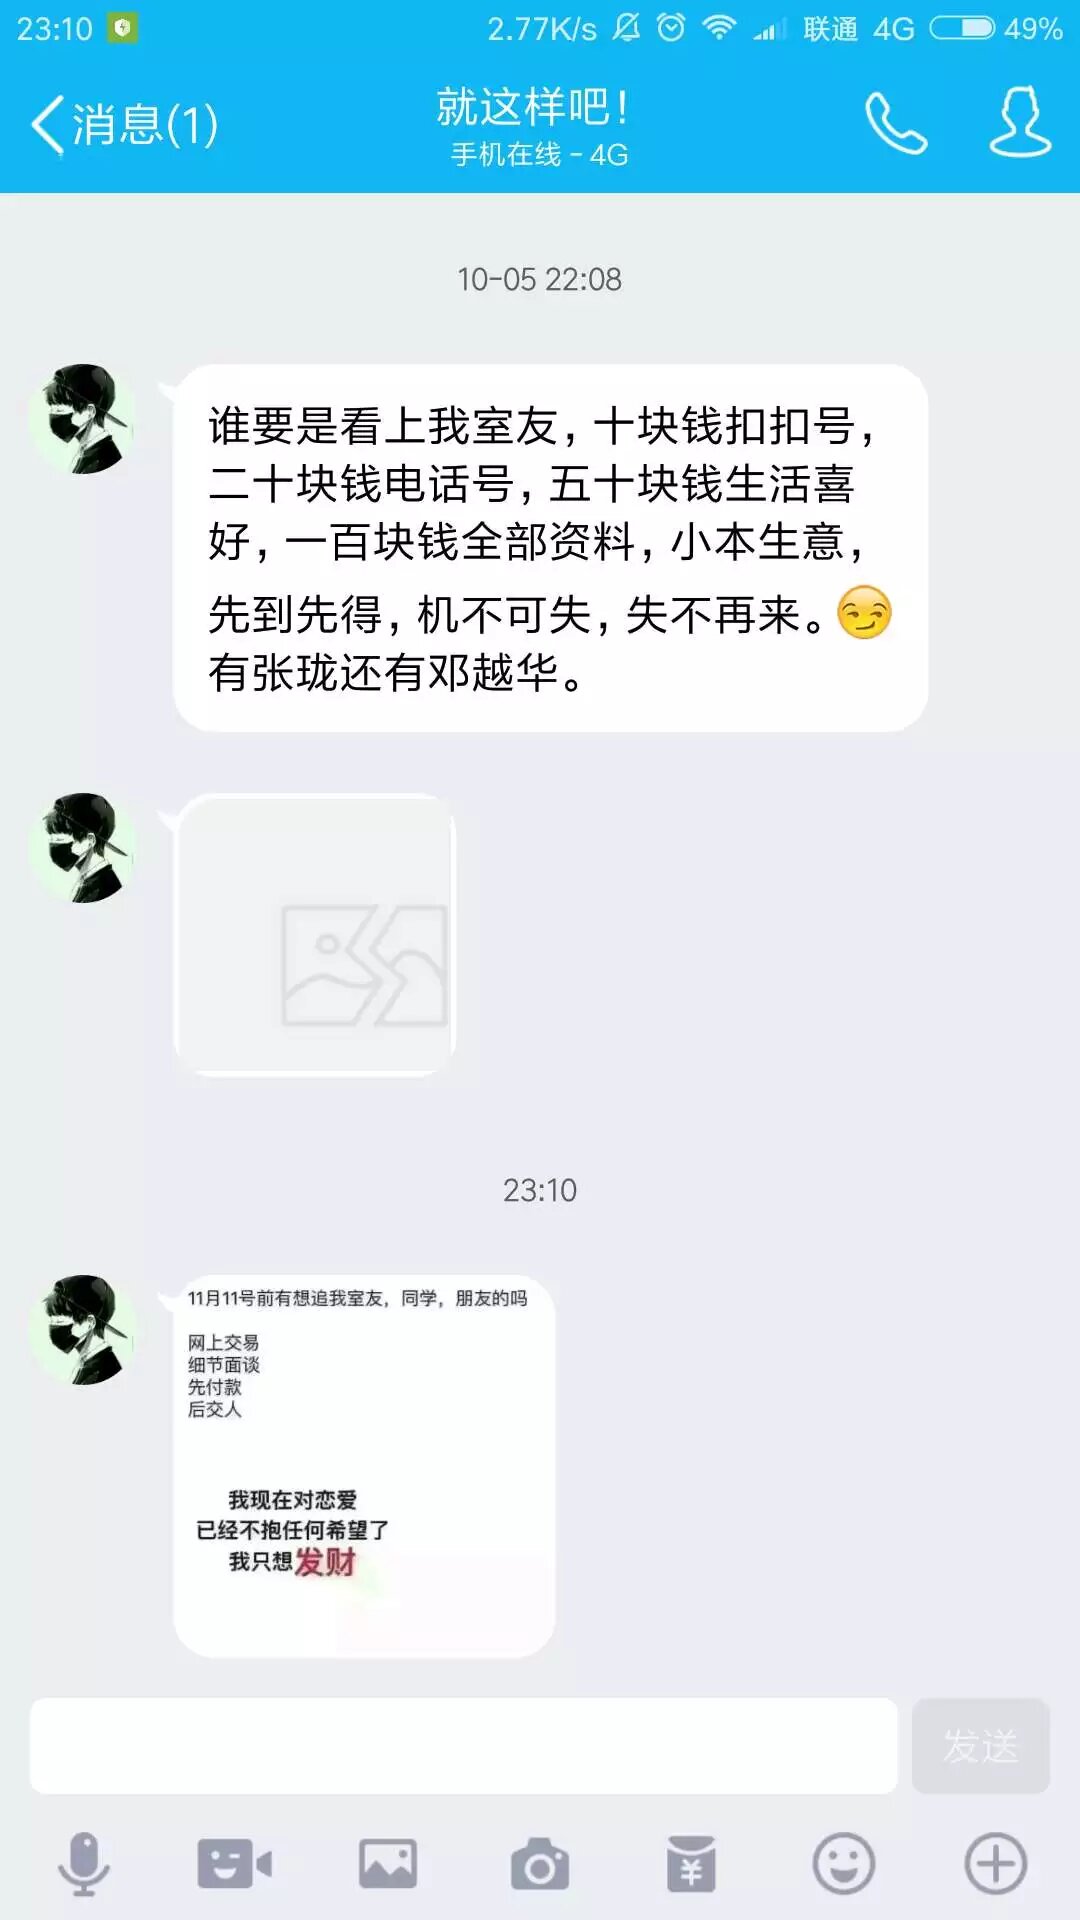 23:10 2.77K/s 联通 4G 49%
消息(1)
就这样吧！
手机在线 - 4G
10-05 22:08
谁要是看上我室友，十块钱扣扣号，
二十块钱电话号，五十块钱生活喜
好，一百块钱全部资料，小本生意，
先到先得，机不可失，失不再来。
有张珑还有邓越华。
23:10
11月11号前有想追我室友，同学，朋友的吗
网上交易
细节面谈
先付款
后交人
我现在对恋爱
已经不抱任何希望了
我只想发财
发送